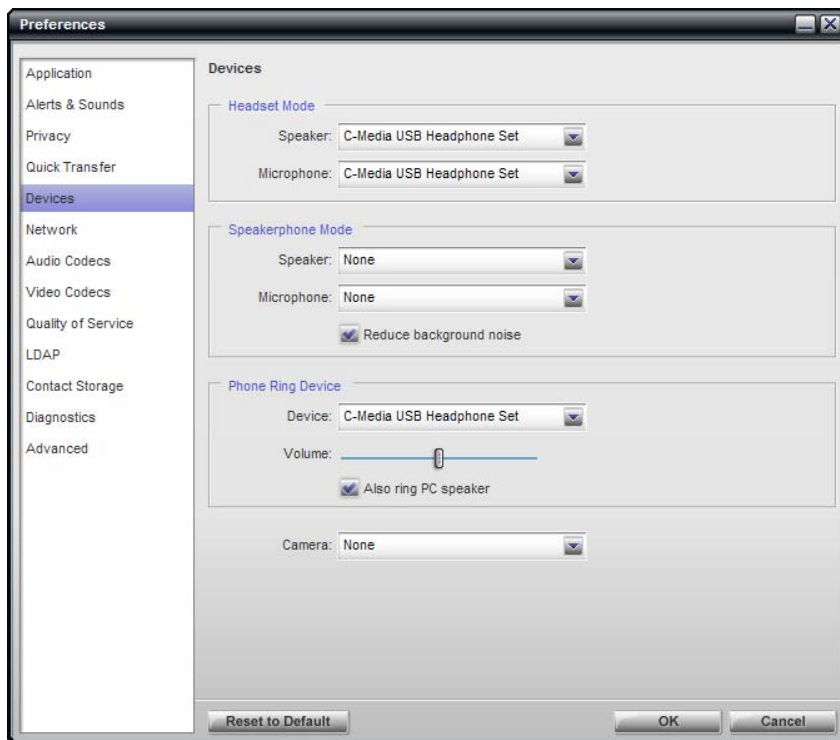 Preferences
Application
Alerts & Sounds
Privacy
Quick Transfer
Devices
Network
Audio Codecs
Video Codecs
Quality of Service
LDAP
Contact Storage
Diagnostics
Advanced
Devices
Headset Mode
Speaker: C-Media USB Headphone Set
Microphone: C-Media USB Headphone Set
Speakerphone Mode
Speaker: None
Microphone: None
Reduce background noise
Phone Ring Device
Device: C-Media USB Headphone Set
Volume:
Also ring PC speaker
Camera: None
Reset to Default
OK
Cancel